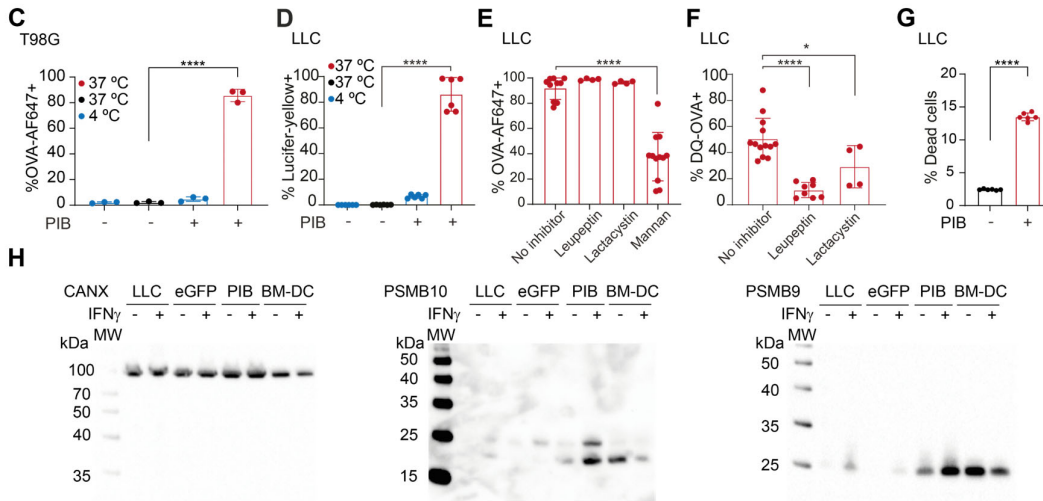 C
T98G
37 ºC
37 ºC
4 ºC
****
%OVA-AF647+
100
80
60
40
20
0
PIB
- - + +
D
LLC
37 ºC
37 ºC
4 ºC
****
% Lucifer-yellow+
100
80
60
40
20
0
PIB
- - + +
E
LLC
****
% OVA-AF647+
100
80
60
40
20
0
No inhibitor
Leupeptin
Lactacystin
Mannan
F
LLC
*
****
% DQ-OVA+
100
80
60
40
20
0
No inhibitor
Leupeptin
Lactacystin
G
LLC
****
% Dead cells
20
15
10
5
0
PIB
- +
H
CANX LLC eGFP PIB BM-DC
IFNγ - + - + - + - +
MW
kDa
100
70
50
40
35
PSMB10 LLC eGFP PIB BM-DC
IFNγ - + - + - + - +
MW
kDa
50
40
35
25
15
PSMB9 LLC eGFP PIB BM-DC
IFNγ - + - + - + - +
MW
kDa
50
40
35
25